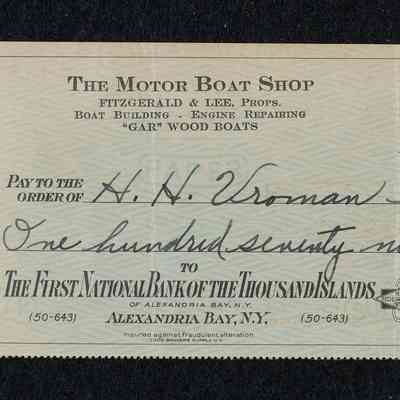 The Motor Boat Shop
Fitzgerald & Lee, Props.
Boat Building - Engine Repairing
"Gar" Wood Boats
Pay to the
order of H. H. Vroman
One hundred seventy
to
The First National Bank of the Thousand Islands
of Alexandria Bay, N.Y.
(50-643) Alexandria Bay, N.Y. (50-643)
Insured against fraudulent alteration